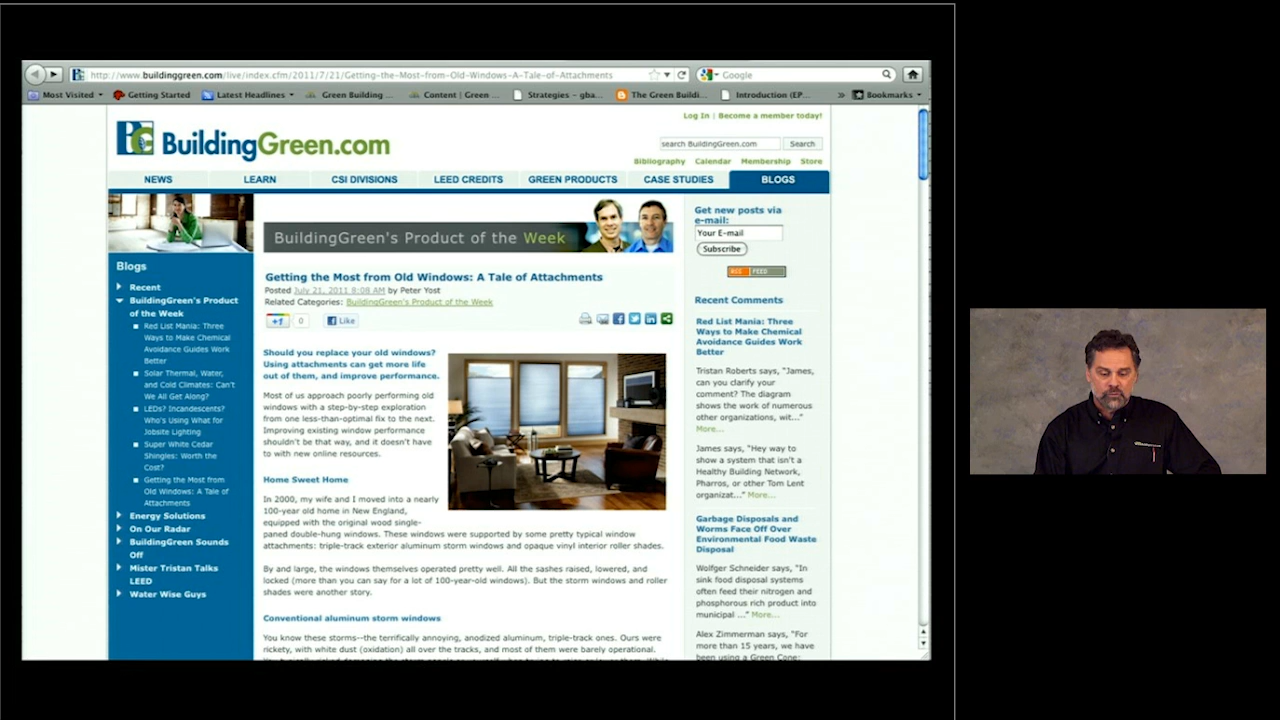 http://www.buildinggreen.com/live/index.cfm/2011/7/21/Getting-the-Most-from-Old-Windows-A-Tale-of-Attachments
Google
Most Visited
Getting Started
Latest Headlines
Green Building ...
Content | Green ...
Strategies - gba...
The Green Buildi...
Introduction (EP...
»
Bookmarks
Log In | Become a member today!
BuildingGreen.com
search BuildingGreen.com
Search
Bibliography Calendar Membership Store
NEWS
LEARN
CSI DIVISIONS
LEED CREDITS
GREEN PRODUCTS
CASE STUDIES
BLOGS
Blogs
Recent
BuildingGreen's Product
of the Week
Red List Mania: Three
Ways to Make Chemical
Avoidance Guides Work
Better
Solar Thermal, Water,
and Cold Climates: Can't
We All Get Along?
LEDs? Incandescents?
Who's Using What for
Jobsite Lighting
Super White Cedar
Shingles: Worth the
Cost?
Getting the Most from
Old Windows: A Tale of
Attachments
Energy Solutions
On Our Radar
BuildingGreen Sounds
Off
Mister Tristan Talks
LEED
Water Wise Guys
BuildingGreen's Product of the Week
Getting the Most from Old Windows: A Tale of Attachments
Posted July 21, 2011 8:08 AM by Peter Yost
Related Categories: BuildingGreen's Product of the Week
+1
0
Like
Should you replace your old windows?
Using attachments can get more life
out of them, and improve performance.
Most of us approach poorly performing old
windows with a step-by-step exploration
from one less-than-optimal fix to the next.
Improving existing window performance
shouldn't be that way, and it doesn't have
to with new online resources.
Home Sweet Home
In 2000, my wife and I moved into a nearly
100-year old home in New England,
equipped with the original wood single-
paned double-hung windows. These windows were supported by some pretty typical window
attachments: triple-track exterior aluminum storm windows and opaque vinyl interior roller shades.
By and large, the windows themselves operated pretty well. All the sashes raised, lowered, and
locked (more than you can say for a lot of 100-year-old windows). But the storm windows and roller
shades were another story.
Conventional aluminum storm windows
You know these storms--the terrifically annoying, anodized aluminum, triple-track ones. Ours were
rickety, with white dust (oxidation) all over the tracks, and most of them were barely operational.
Get new posts via
e-mail:
Your E-mail
Subscribe
RSS FEED
Recent Comments
Red List Mania: Three
Ways to Make Chemical
Avoidance Guides Work
Better
Tristan Roberts says, "James,
can you clarify your
comment? The diagram
shows the work of numerous
other organizations, wit..."
More...
James says, "Hey way to
show a system that isn't a
Healthy Building Network,
Pharros, or other Tom Lent
organizat..." More...
Garbage Disposals and
Worms Face Off Over
Environmental Food Waste
Disposal
Wolfger Schneider says, "In
sink food disposal systems
often feed their nitrogen and
phosphorous rich product into
municipal ..." More...
Alex Zimmerman says, "For
more than 15 years, we have
been using a Green Cone: